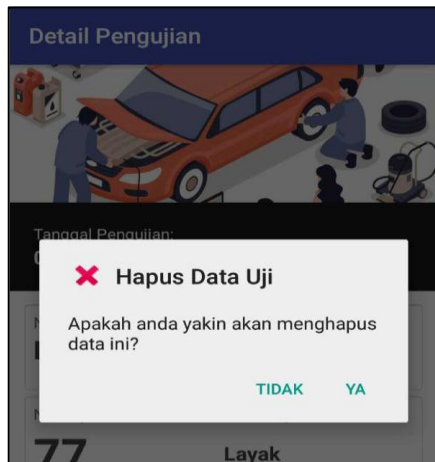 Detail Pengujian
Tanggal Pengujian:
Hapus Data Uji
Apakah anda yakin akan menghapus
data ini?
TIDAK YA
77 Layak